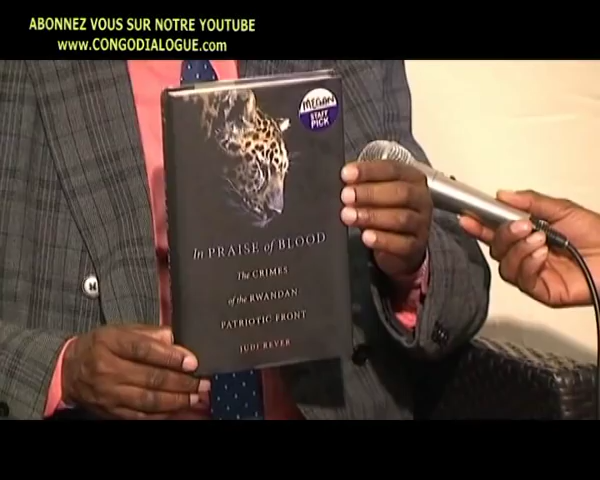 ABONNEZ VOUS SUR NOTRE YOUTUBE
www.CONGODIALOGUE.com
MEGAN
STAFF
PICK
In PRAISE of BLOOD
The CRIMES
of the RWANDAN
PATRIOTIC FRONT
JUDI REVER